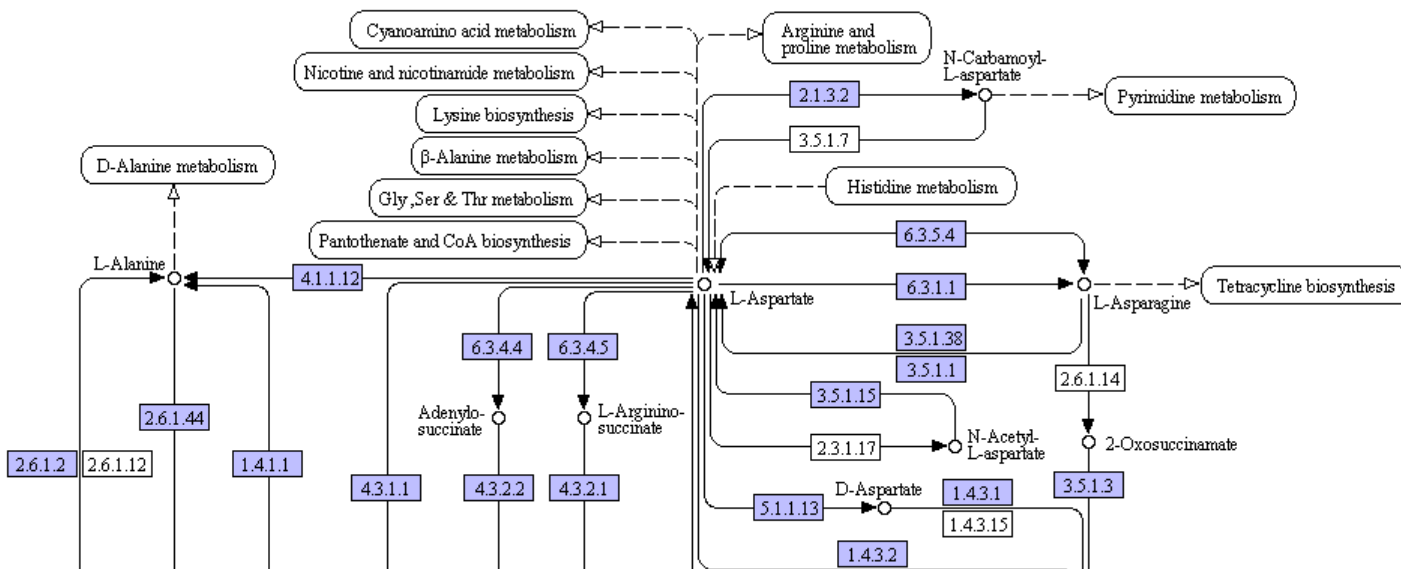 Cyanoamino acid metabolism
Arginine and
proline metabolism
N-Carbamoyl-
L-aspartate
Nicotine and nicotinamide metabolism
2.1.3.2
Pyrimidine metabolism
Lysine biosynthesis
3.5.1.7
β-Alanine metabolism
D-Alanine metabolism
Gly ,Ser & Thr metabolism
Histidine metabolism
Pantothenate and CoA biosynthesis
6.3.5.4
L-Alanine
4.1.1.12
L-Aspartate
6.3.1.1
L-Asparagine
Tetracycline biosynthesis
6.3.4.4
6.3.4.5
3.5.1.38
3.5.1.1
2.6.1.14
3.5.1.15
2.6.1.44
Adenylo-
succinate
L-Arginino-
succinate
N-Acetyl-
L-aspartate
2.3.1.17
2-Oxosuccinamate
2.6.1.2
2.6.1.12
1.4.1.1
4.3.1.1
4.3.2.2
4.3.2.1
D-Aspartate
5.1.1.13
1.4.3.1
1.4.3.15
3.5.1.3
1.4.3.2